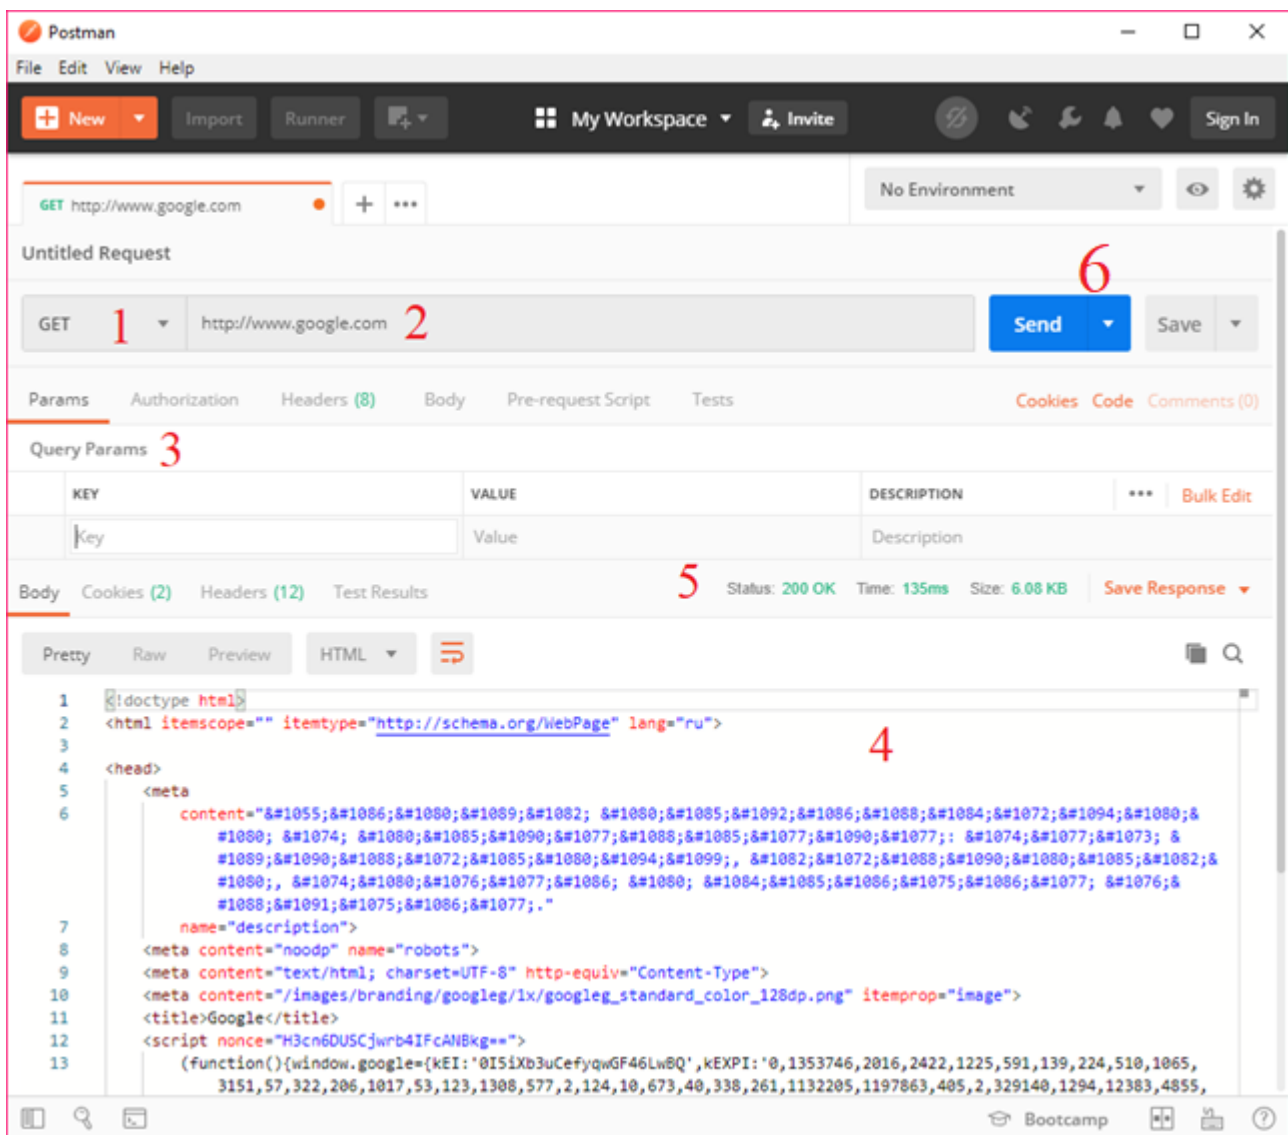 Postman
File Edit View Help
New Import Runner My Workspace Invite Sign In
GET http://www.google.com No Environment
Untitled Request
6
GET 1 http://www.google.com 2 Send Save
Params Authorization Headers (8) Body Pre-request Script Tests Cookies Code Comments (0)
Query Params 3
KEY VALUE DESCRIPTION ••• Bulk Edit
Key Value Description
Body Cookies (2) Headers (12) Test Results 5 Status: 200 OK Time: 135ms Size: 6.08 KB Save Response
Pretty Raw Preview HTML
1 <!doctype html>
2 <html itemscope="" itemtype="http://schema.org/WebPage" lang="ru">
3 4
4 <head>
5 <meta
6 content="&#1055;&#1086;&#1080;&#1089;&#1082; &#1080;&#1085;&#1092;&#1086;&#1088;&#1084;&#1072;&#1094;&#1080;&
#1080; &#1074; &#1080;&#1085;&#1090;&#1077;&#1088;&#1085;&#1077;&#1090;&#1077;: &#1074;&#1077;&#1073; &
#1089;&#1090;&#1088;&#1072;&#1085;&#1080;&#1094;&#1099;, &#1082;&#1072;&#1088;&#1090;&#1080;&#1085;&#1082;&
#1080;, &#1074;&#1080;&#1076;&#1077;&#1086; &#1080; &#1084;&#1085;&#1086;&#1075;&#1086;&#1077; &#1076;&
#1088;&#1091;&#1075;&#1086;&#1077;."
7 name="description">
8 <meta content="noodp" name="robots">
9 <meta content="text/html; charset=UTF-8" http-equiv="Content-Type">
10 <meta content="/images/branding/googleg/1x/googleg_standard_color_128dp.png" itemprop="image">
11 <title>Google</title>
12 <script nonce="H3cn6DUSCjwrb4IFcANBkg==">
13 (function(){window.google={kEI:'0I5iXb3uCefyqwGF46LwBQ',kEXPI:'0,1353746,2016,2422,1225,591,139,224,510,1065,
3151,57,322,206,1017,53,123,1308,577,2,124,10,673,40,338,261,1132205,1197863,405,2,329140,1294,12383,4855,
Bootcamp